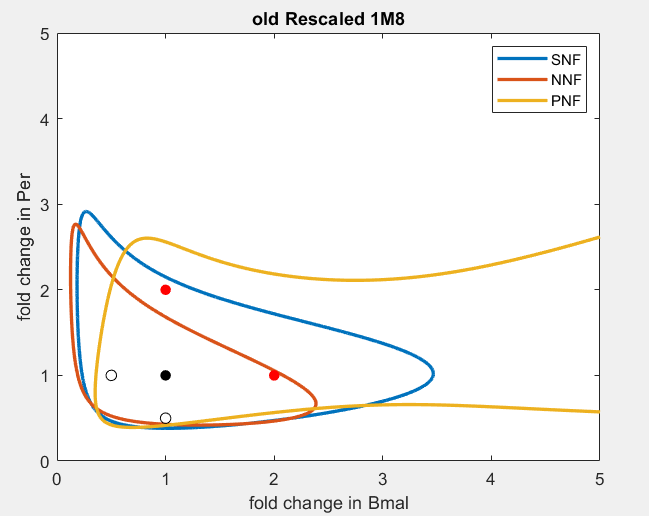 old Rescaled 1M8
SNF
NNF
PNF
5
4
3
2
1
0
fold change in Per
0 1 2 3 4 5
fold change in Bmal